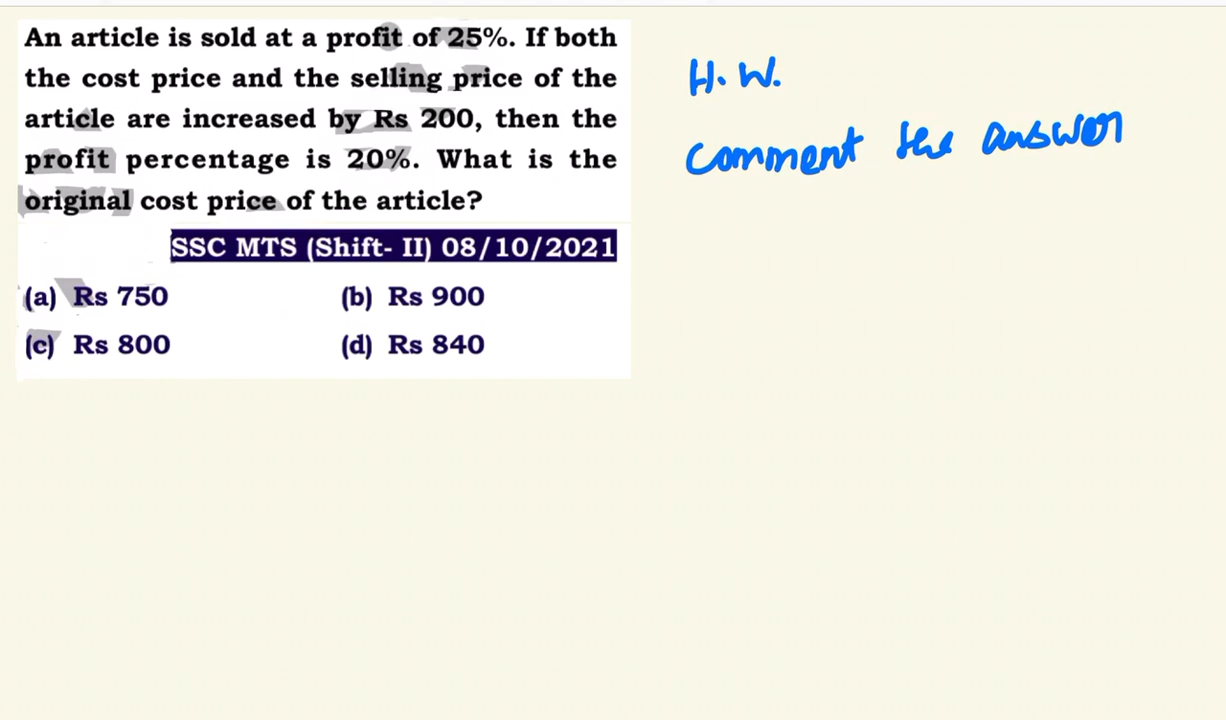 An article is sold at a profit of 25%. If both
the cost price and the selling price of the
article are increased by Rs 200, then the
profit percentage is 20%. What is the
original cost price of the article?
SSC MTS (Shift- II) 08/10/2021
(a) Rs 750 (b) Rs 900
(c) Rs 800 (d) Rs 840
H.W.
comment the answer